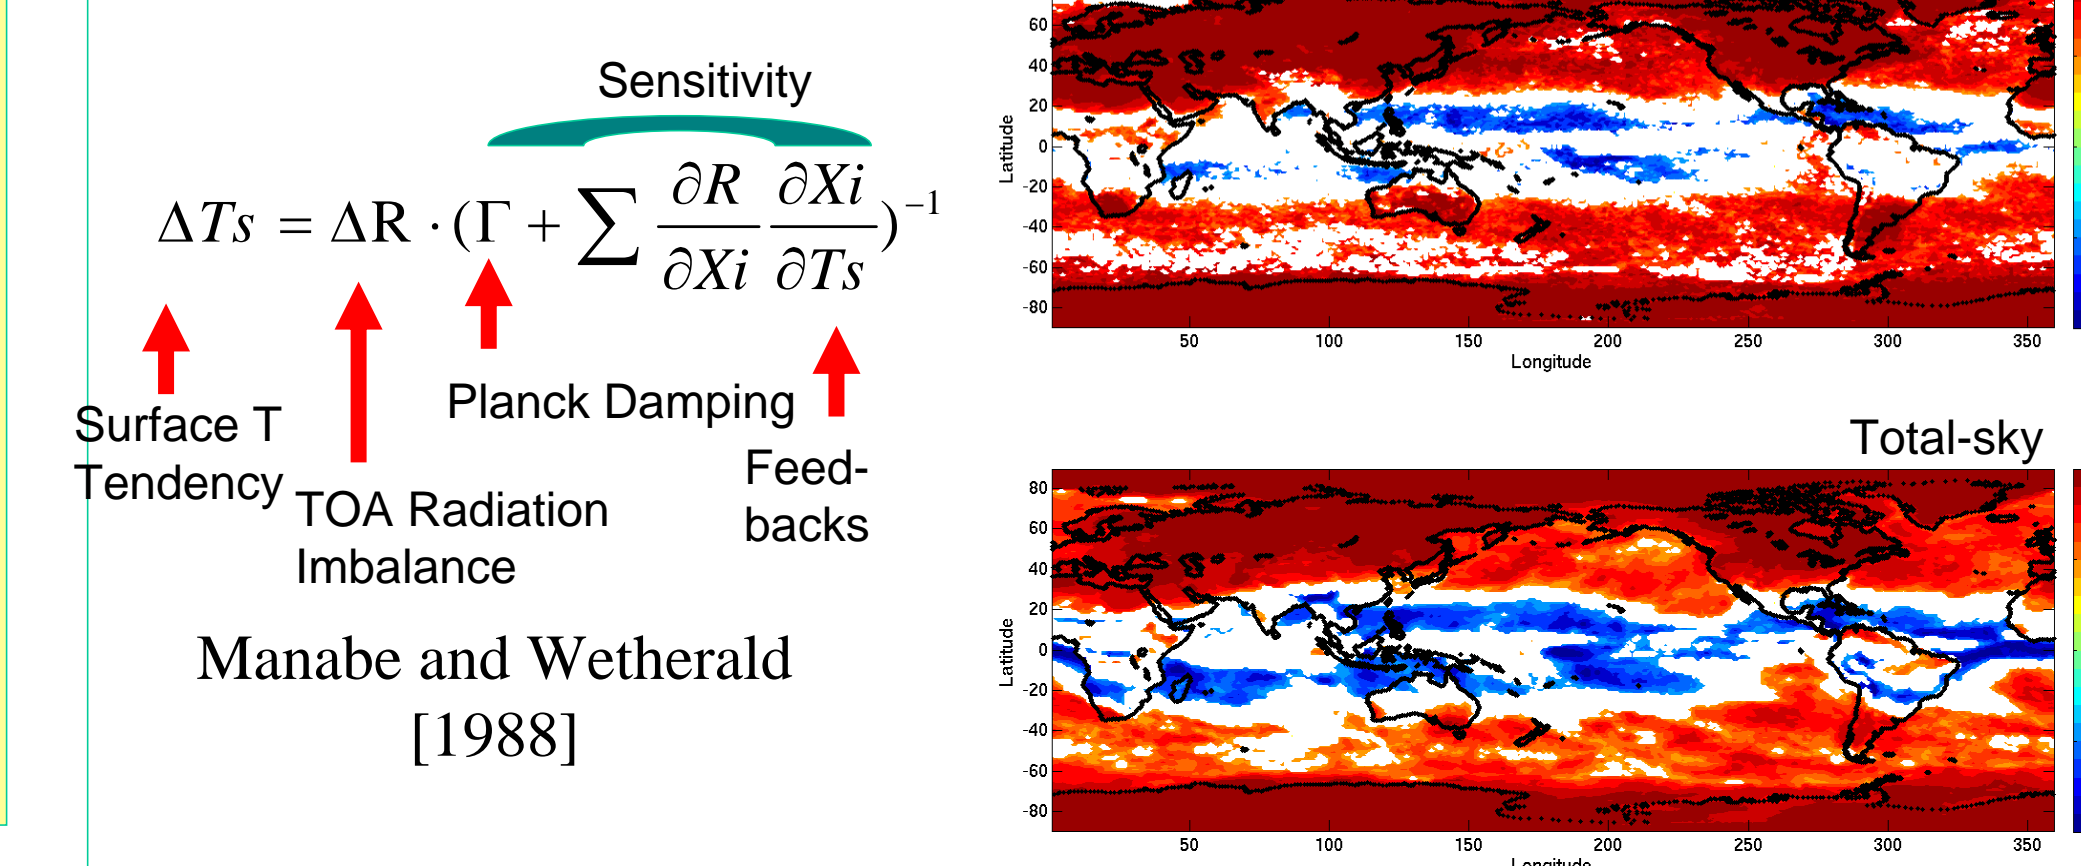 Sensitivity
ΔTs = ΔR · (Γ + ∑ ∂R/∂Xi ∂Xi/∂Ts)⁻¹
Surface T
Tendency
TOA Radiation
Imbalance
Planck Damping
Feed-
backs
Manabe and Wetherald
[1988]
60
40
20
0
-20
-40
-60
-80
Latitude
50 100 150 200 250 300 350
Longitude
Total-sky
80
60
40
20
0
-20
-40
-60
-80
Latitude
50 100 150 200 250 300 350
Longitude